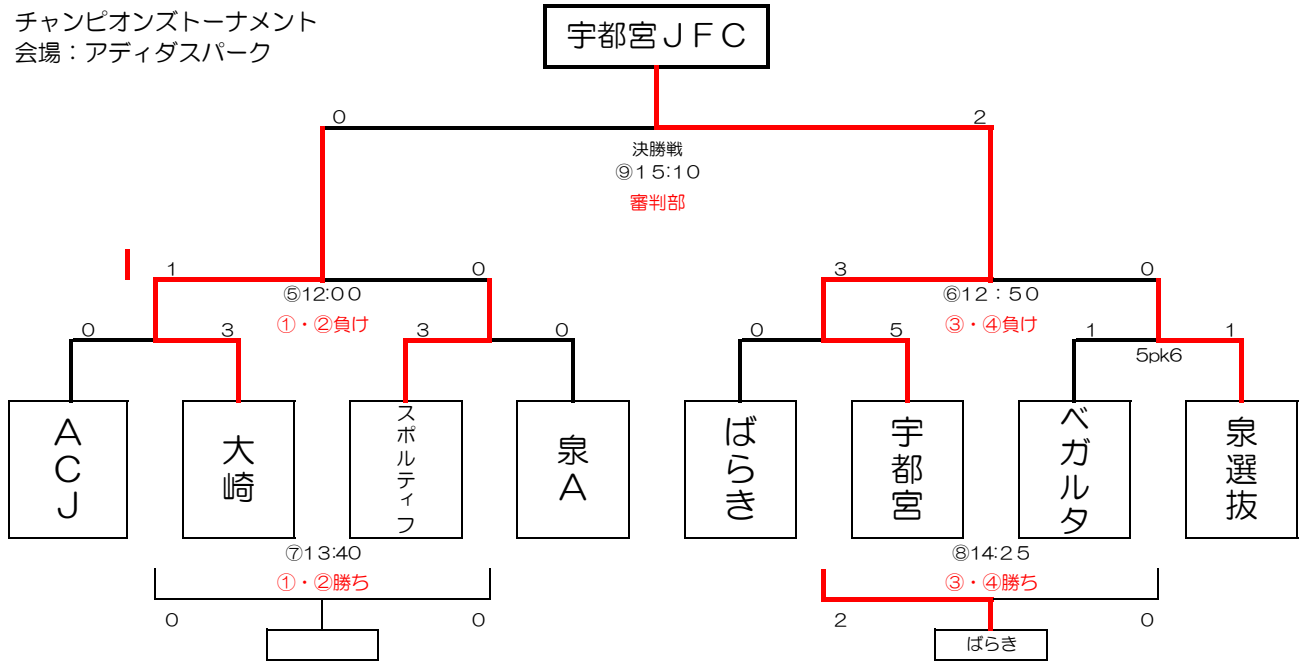 チャンピオンズトーナメント
会場：アディダスパーク
宇都宮ＪＦＣ
０
２
決勝戦
⑨１５:１０
審判部
１
０
３
０
⑤１２:００
⑥１２：５０
①・②負け
③・④負け
０
３
３
０
０
５
１
１
5pk6
ＡＣＪ
大崎
スポルティフ
泉Ａ
ばらき
宇都宮
ベガルタ
泉選抜
⑦１３:４０
⑧１４:２５
①・②勝ち
③・④勝ち
０
０
２
０
ばらき